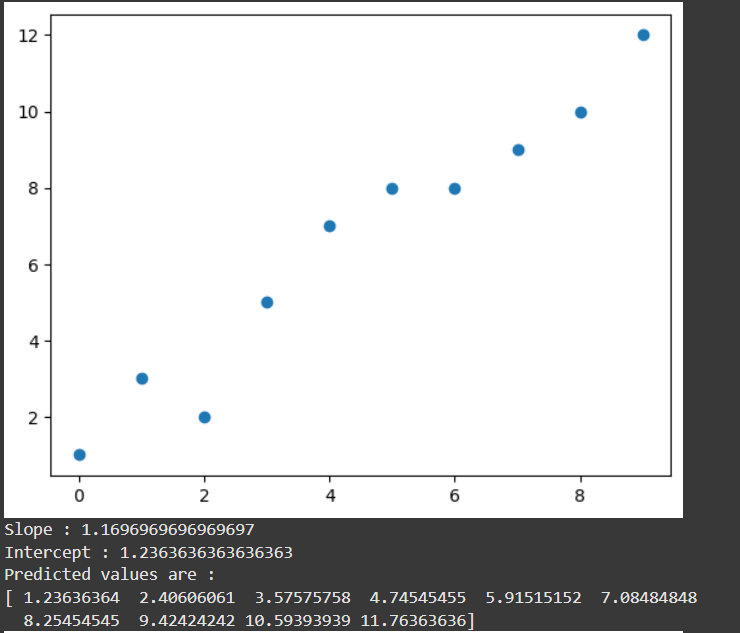 12
10
8
6
4
2
0 2 4 6 8
Slope : 1.1696969696969697
Intercept : 1.2363636363636363
Predicted values are :
[ 1.23636364  2.40606061  3.57575758  4.74545455  5.91515152  7.08484848
  8.25454545  9.42424242 10.59393939 11.76363636]